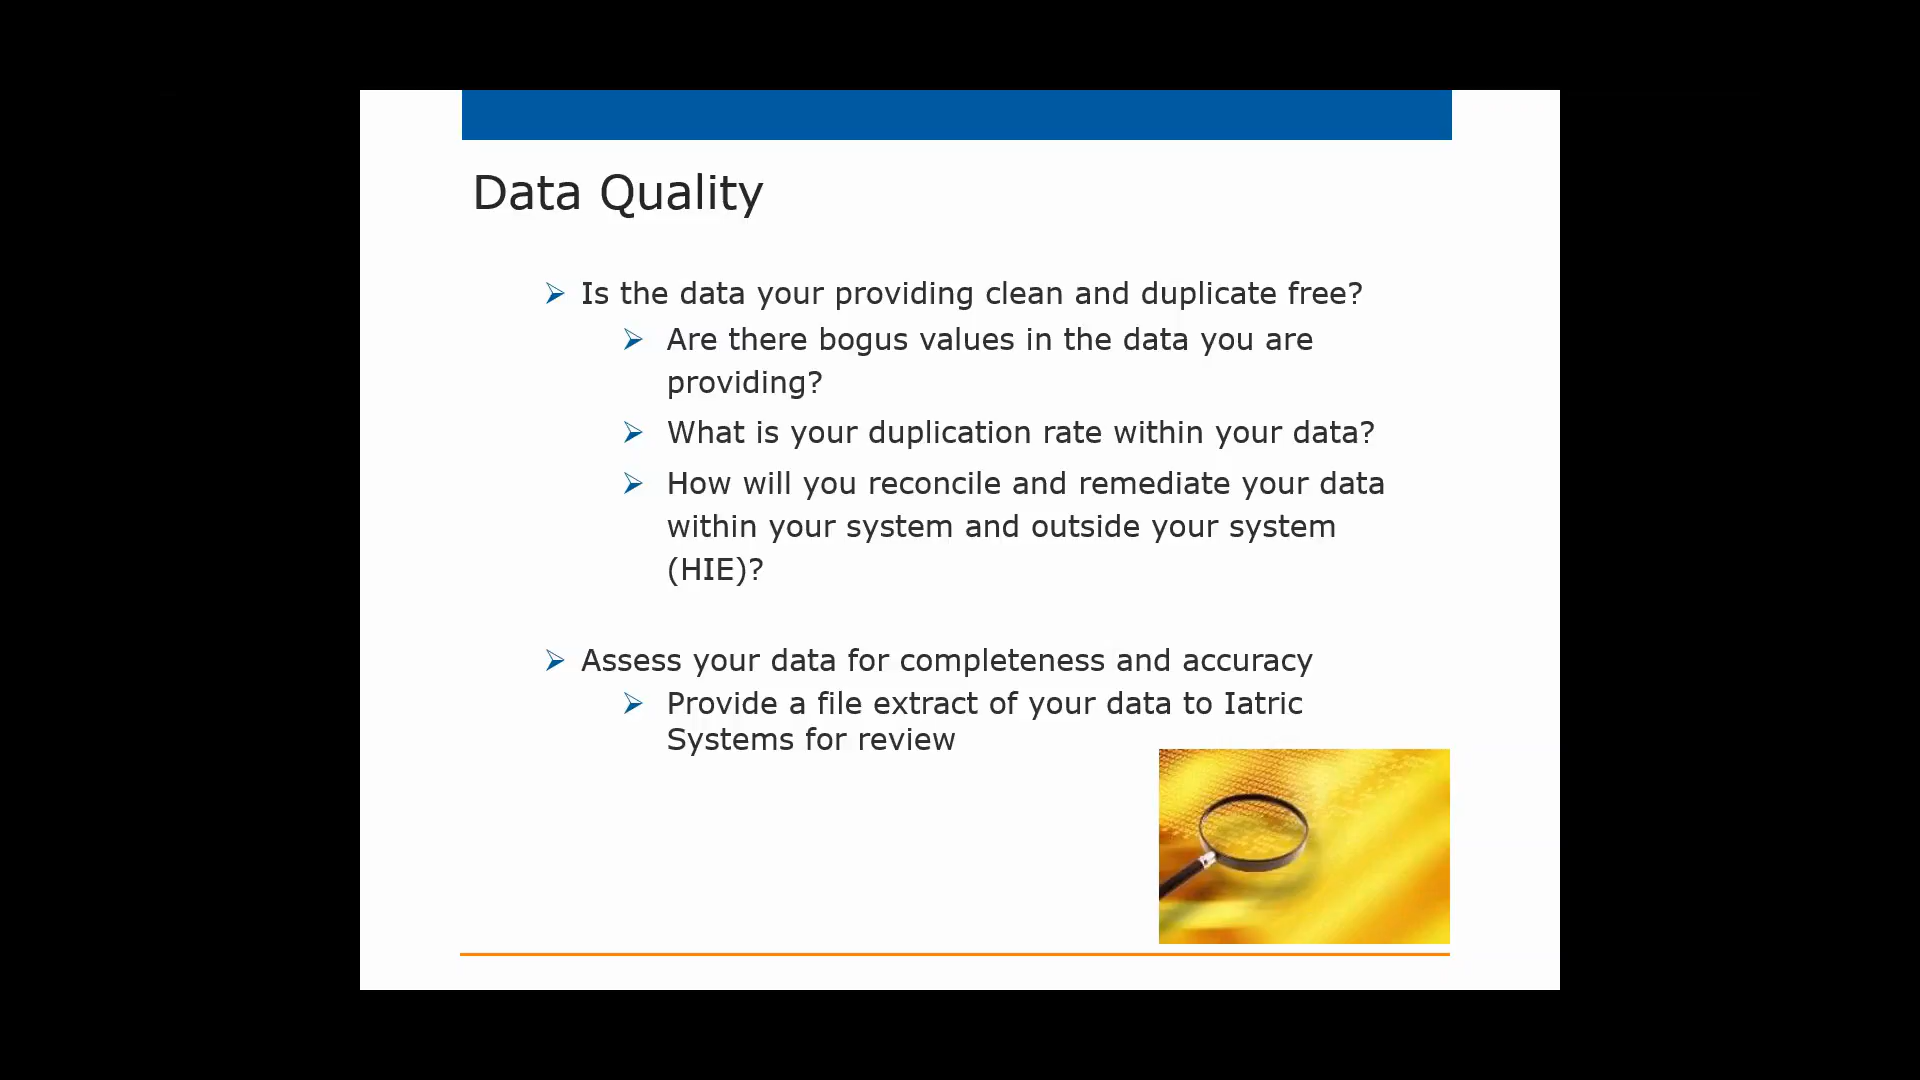 Data Quality
Is the data your providing clean and duplicate free?
Are there bogus values in the data you are
providing?
What is your duplication rate within your data?
How will you reconcile and remediate your data
within your system and outside your system
(HIE)?
Assess your data for completeness and accuracy
Provide a file extract of your data to Iatric
Systems for review